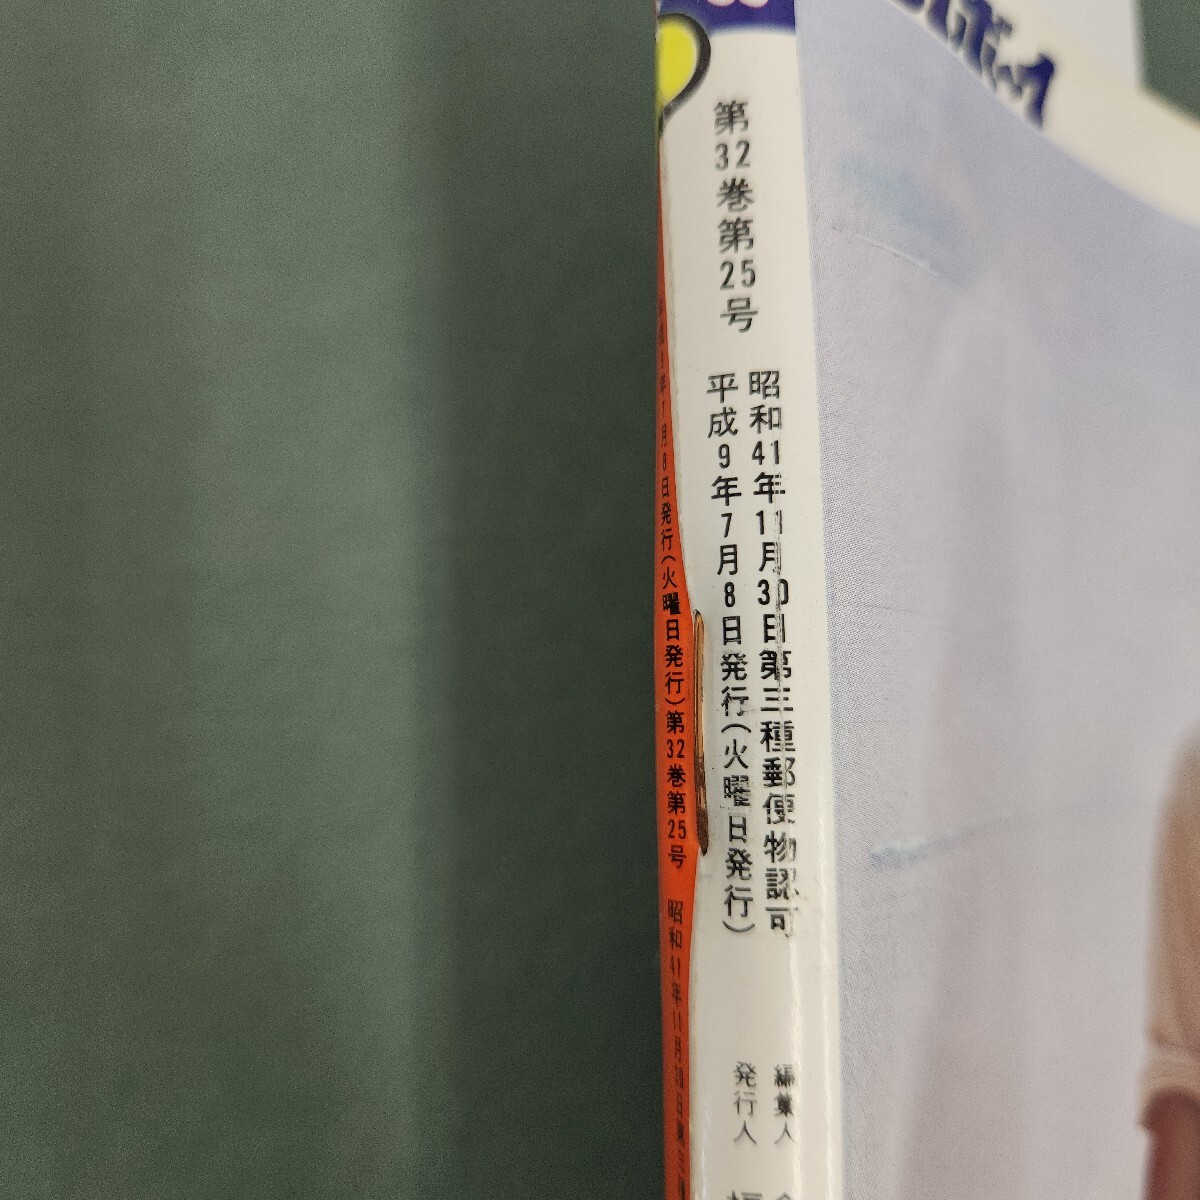 第32巻第25号
昭和41年11月30日第三種郵便物認可
平成9年7月8日発行(火曜日発行)
編集人
発行人
年7月8日発行(火曜日発行)第32巻第25号
昭和41年11月30日第三種